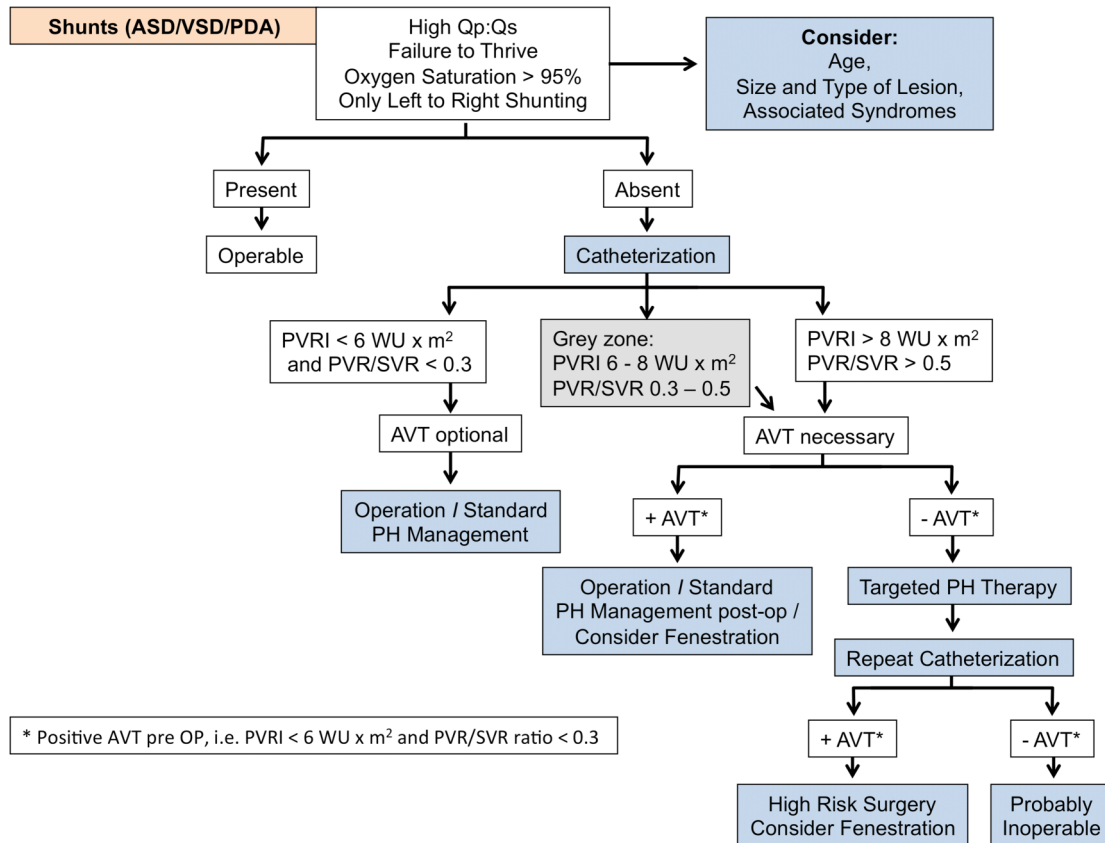 Shunts (ASD/VSD/PDA)
High Qp:Qs
Failure to Thrive
Oxygen Saturation > 95%
Only Left to Right Shunting
Consider:
Age,
Size and Type of Lesion,
Associated Syndromes
Present
Absent
Operable
Catheterization
PVRI < 6 WU x m²
and PVR/SVR < 0.3
Grey zone:
PVRI 6 - 8 WU x m²
PVR/SVR 0.3 – 0.5
PVRI > 8 WU x m²
PVR/SVR > 0.5
AVT optional
AVT necessary
Operation / Standard
PH Management
+ AVT*
- AVT*
Operation / Standard
PH Management post-op /
Consider Fenestration
Targeted PH Therapy
Repeat Catheterization
* Positive AVT pre OP, i.e. PVRI < 6 WU x m² and PVR/SVR ratio < 0.3
+ AVT*
- AVT*
High Risk Surgery
Consider Fenestration
Probably
Inoperable